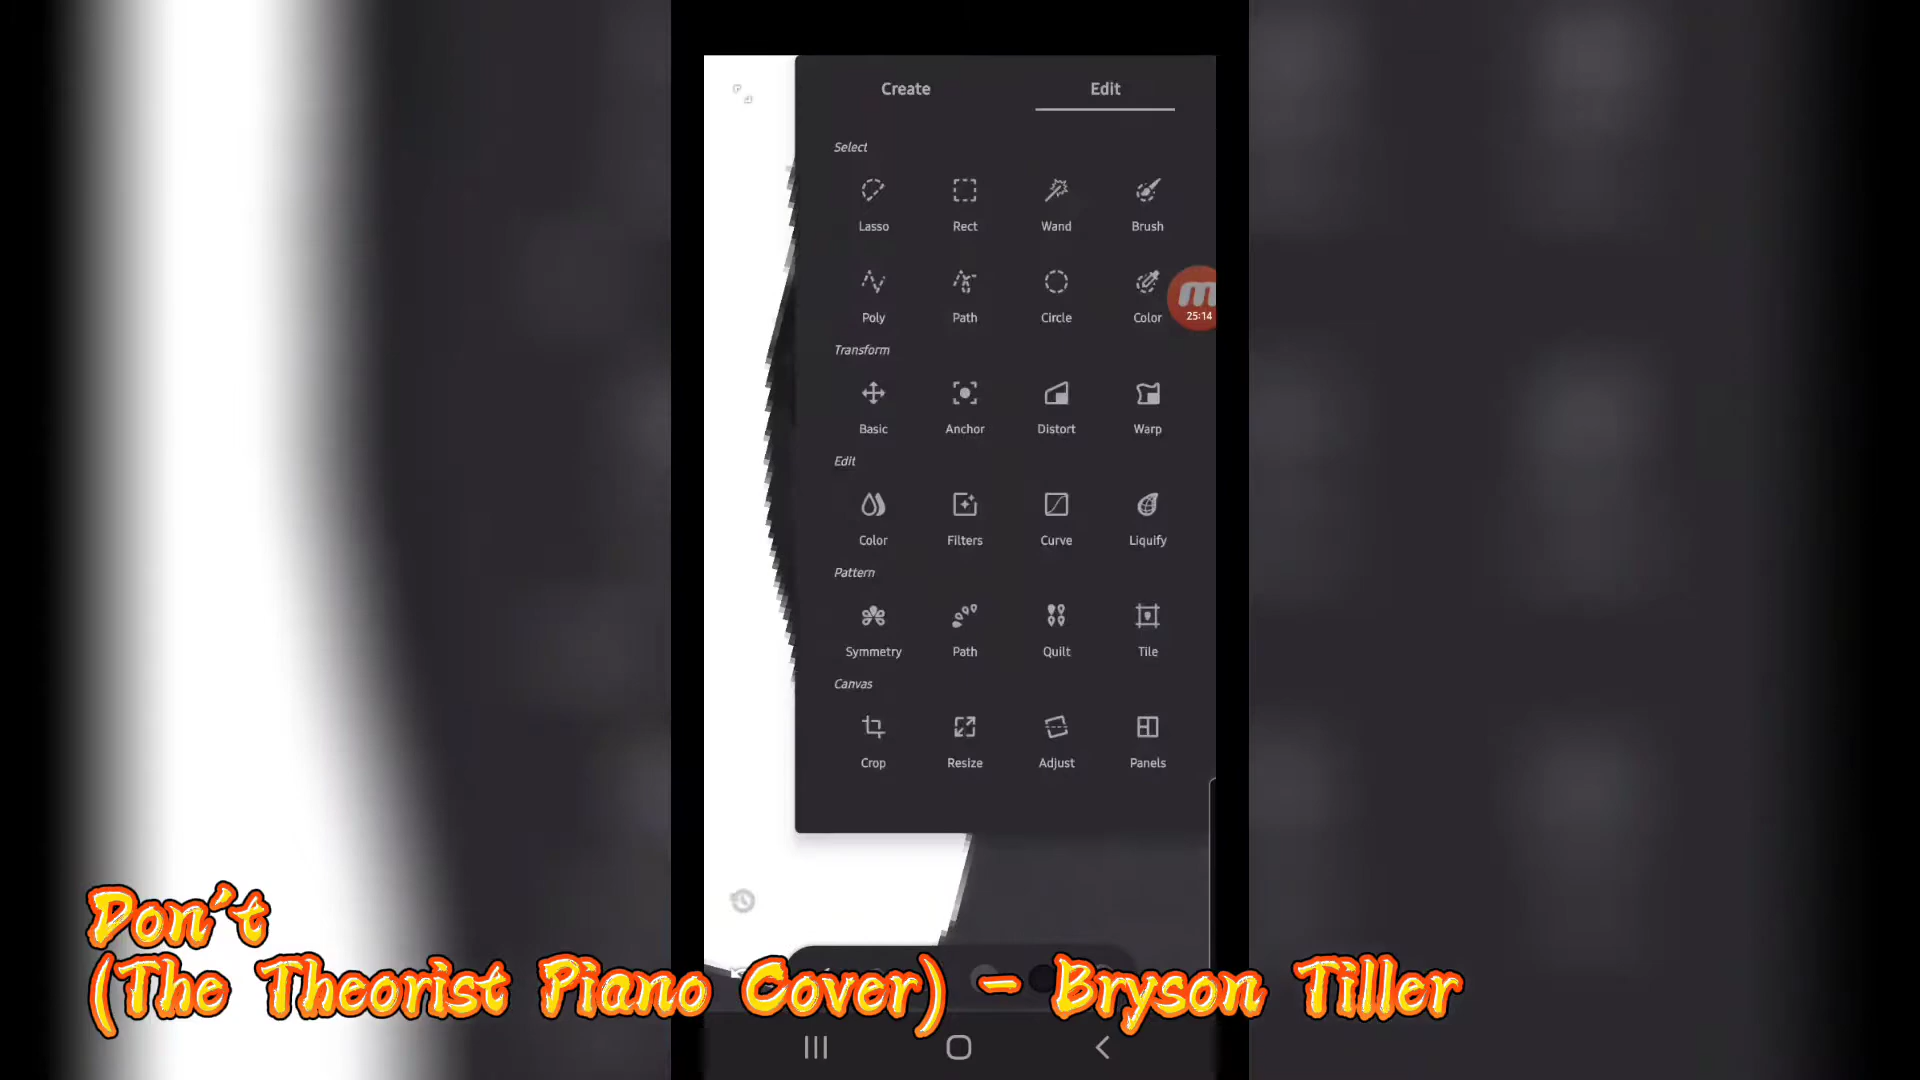 Create Edit
Select
Lasso Rect Wand Brush
Poly Path Circle Color
m
25:14
Transform
Basic Anchor Distort Warp
Edit
Color Filters Curve Liquify
Pattern
Symmetry Path Quilt Tile
Canvas
Crop Resize Adjust Panels
Don't
(The Theorist Piano Cover) - Bryson Tiller